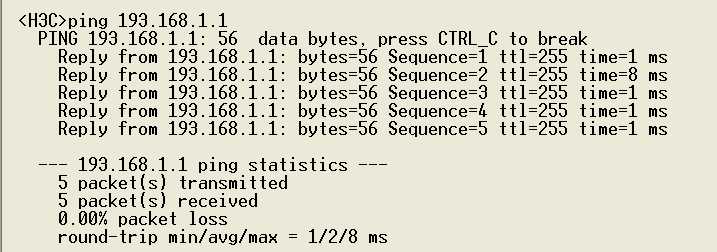 <H3C>ping 193.168.1.1
PING 193.168.1.1: 56 data bytes, press CTRL_C to break
Reply from 193.168.1.1: bytes=56 Sequence=1 ttl=255 time=1 ms
Reply from 193.168.1.1: bytes=56 Sequence=2 ttl=255 time=8 ms
Reply from 193.168.1.1: bytes=56 Sequence=3 ttl=255 time=1 ms
Reply from 193.168.1.1: bytes=56 Sequence=4 ttl=255 time=1 ms
Reply from 193.168.1.1: bytes=56 Sequence=5 ttl=255 time=1 ms
--- 193.168.1.1 ping statistics ---
5 packet(s) transmitted
5 packet(s) received
0.00% packet loss
round-trip min/avg/max = 1/2/8 ms